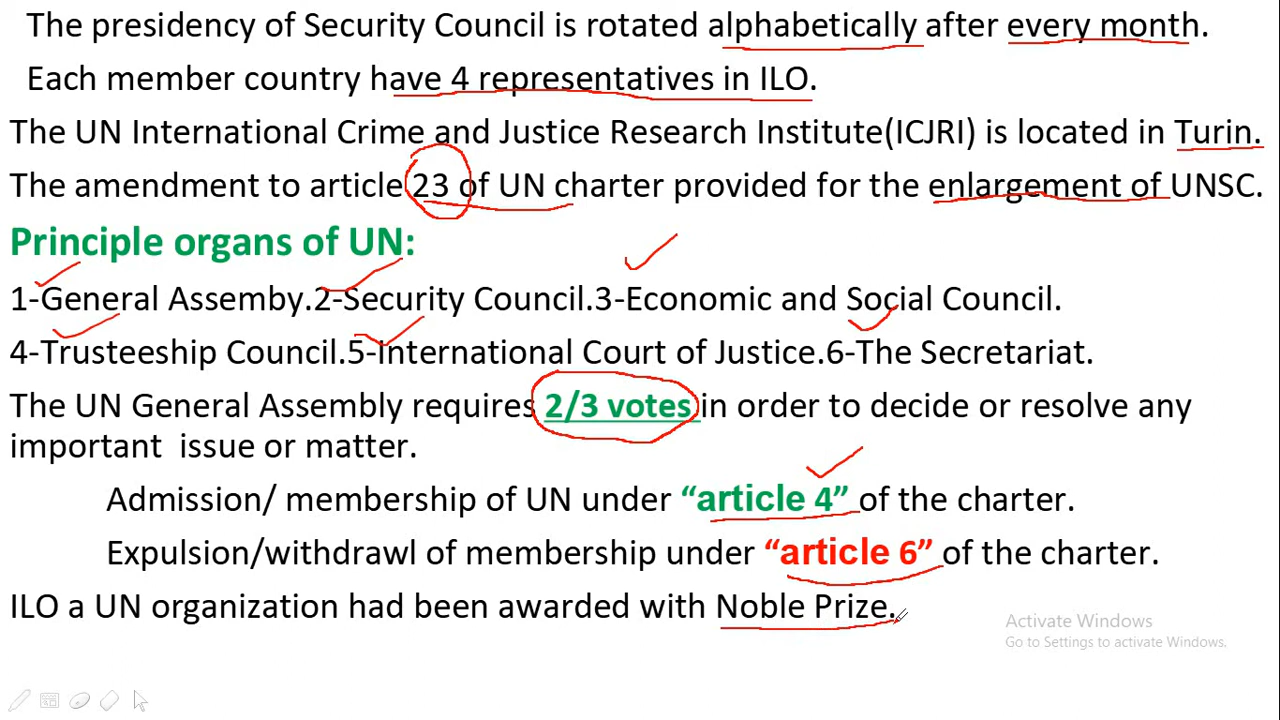 The presidency of Security Council is rotated alphabetically after every month.
Each member country have 4 representatives in ILO.
The UN International Crime and Justice Research Institute(ICJRI) is located in Turin.
The amendment to article 23 of UN charter provided for the enlargement of UNSC.
Principle organs of UN:
1-General Assemby.2-Security Council.3-Economic and Social Council.
4-Trusteeship Council.5-International Court of Justice.6-The Secretariat.
The UN General Assembly requires 2/3 votes in order to decide or resolve any
important issue or matter.
Admission/ membership of UN under “article 4” of the charter.
Expulsion/withdrawl of membership under “article 6” of the charter.
ILO a UN organization had been awarded with Noble Prize.
Activate Windows
Go to Settings to activate Windows.